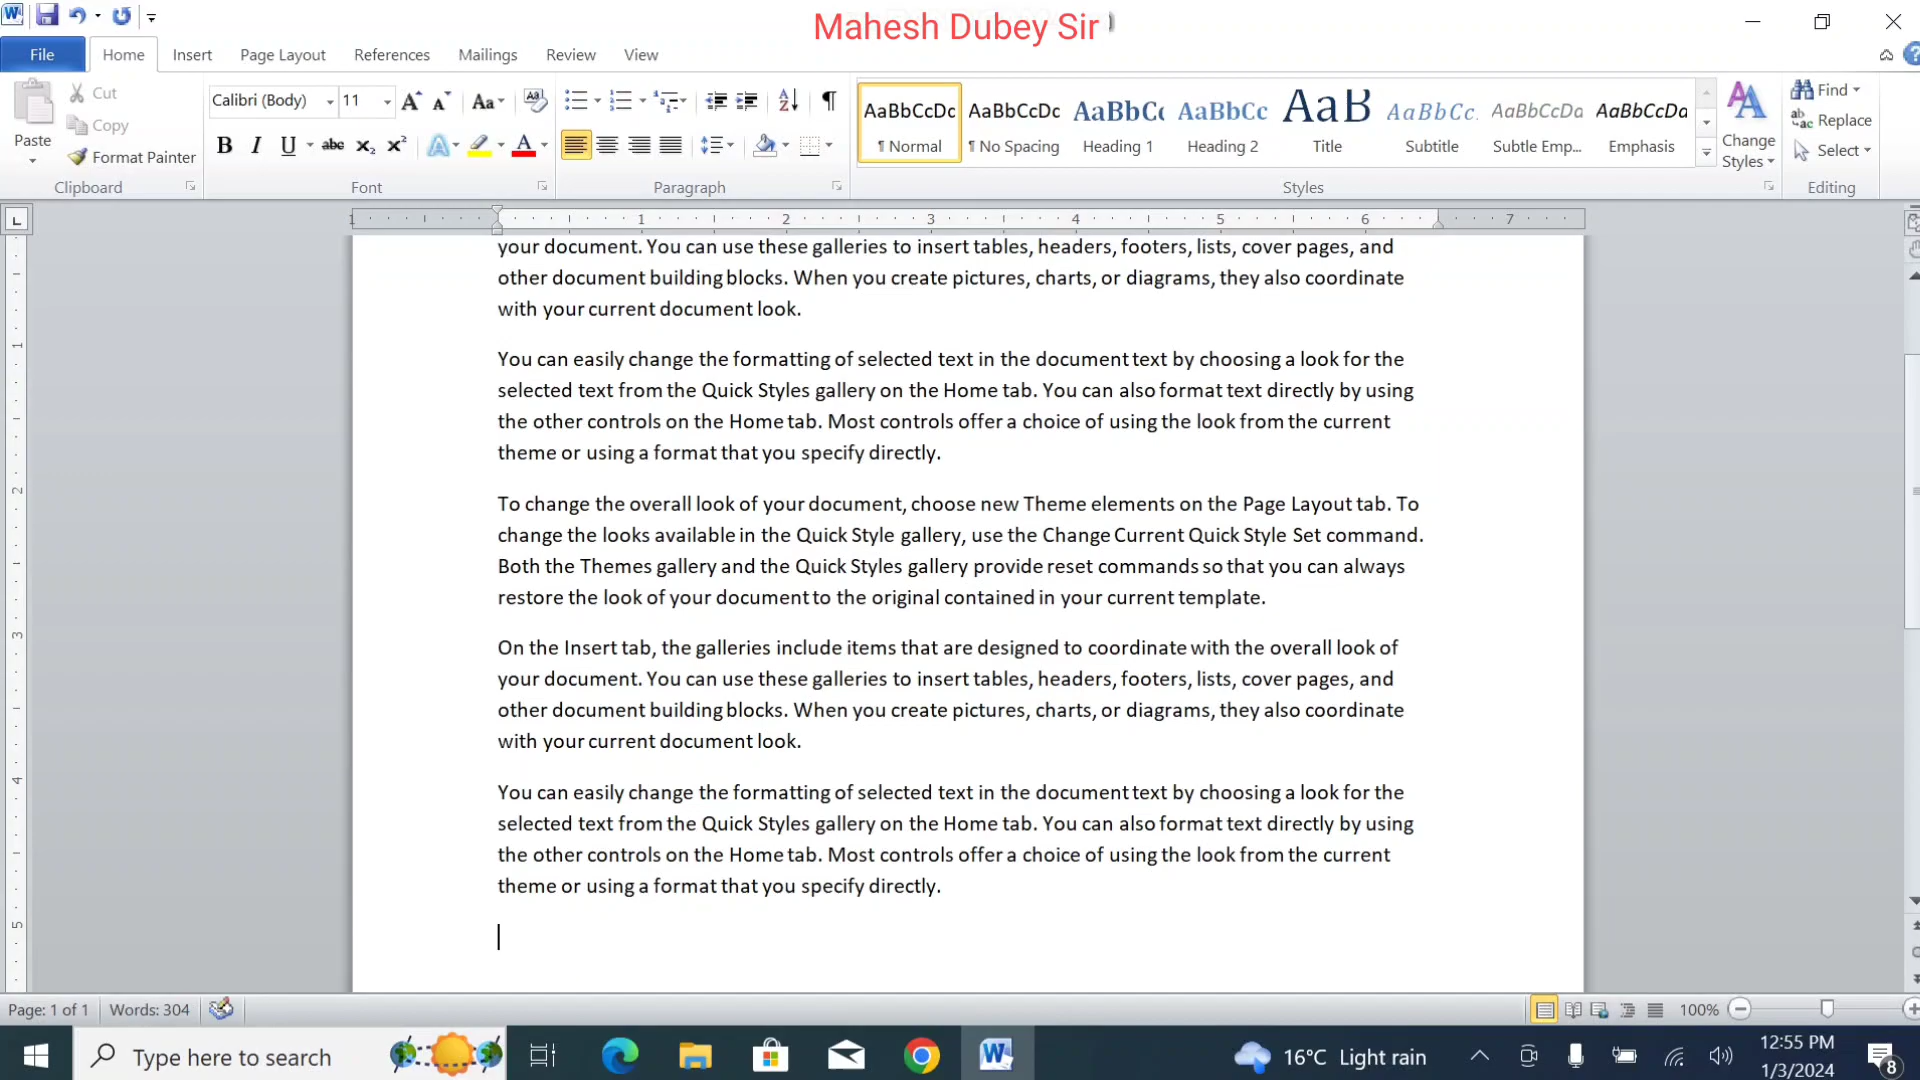 Mahesh Dubey Sir
File Home Insert Page Layout References Mailings Review View
Paste
Cut
Copy
Format Painter
Clipboard
Calibri (Body) 11
Font
Paragraph
AaBbCcDc AaBbCcDc AaBbCc AaBbCc AaB AaBbCc. AaBbCcDa AaBbCcDa
¶ Normal ¶ No Spacing Heading 1 Heading 2 Title Subtitle Subtle Emp... Emphasis
Change
Styles
Styles
Find
Replace
Select
Editing
1 1 2 3 4 5 6 7
your document. You can use these galleries to insert tables, headers, footers, lists, cover pages, and
other document building blocks. When you create pictures, charts, or diagrams, they also coordinate
with your current document look.
You can easily change the formatting of selected text in the document text by choosing a look for the
selected text from the Quick Styles gallery on the Home tab. You can also format text directly by using
the other controls on the Home tab. Most controls offer a choice of using the look from the current
theme or using a format that you specify directly.
To change the overall look of your document, choose new Theme elements on the Page Layout tab. To
change the looks available in the Quick Style gallery, use the Change Current Quick Style Set command.
Both the Themes gallery and the Quick Styles gallery provide reset commands so that you can always
restore the look of your document to the original contained in your current template.
On the Insert tab, the galleries include items that are designed to coordinate with the overall look of
your document. You can use these galleries to insert tables, headers, footers, lists, cover pages, and
other document building blocks. When you create pictures, charts, or diagrams, they also coordinate
with your current document look.
You can easily change the formatting of selected text in the document text by choosing a look for the
selected text from the Quick Styles gallery on the Home tab. You can also format text directly by using
the other controls on the Home tab. Most controls offer a choice of using the look from the current
theme or using a format that you specify directly.
1
2
3
4
5
Page: 1 of 1 Words: 304 100%
Type here to search 16°C Light rain 12:55 PM
1/3/2024 8